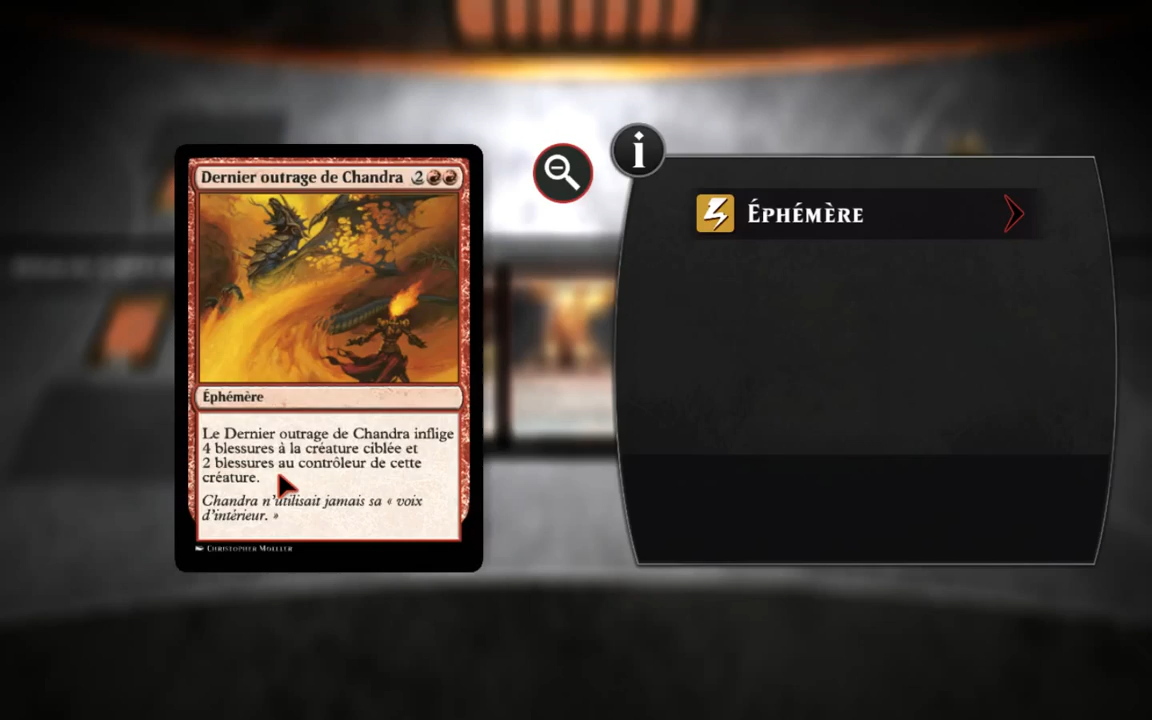 Dernier outrage de Chandra 2
Éphémère
Le Dernier outrage de Chandra inflige
4 blessures à la créature ciblée et
2 blessures au contrôleur de cette
créature.
Chandra n'utilisait jamais sa « voix
d'intérieur. »
Christopher Moeller
i
Éphémère